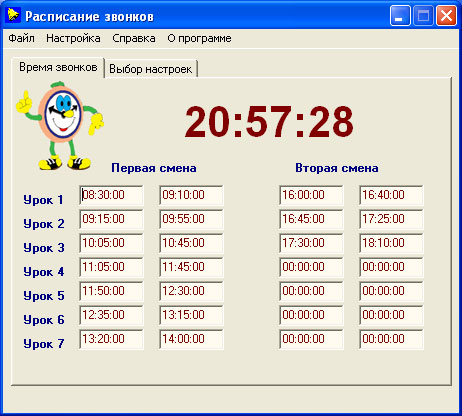 Расписание звонков
Файл Настройка Справка О программе
Время звонков Выбор настроек
20:57:28
Первая смена Вторая смена
Урок 1 08:30:00 09:10:00 16:00:00 16:40:00
Урок 2 09:15:00 09:55:00 16:45:00 17:25:00
Урок 3 10:05:00 10:45:00 17:30:00 18:10:00
Урок 4 11:05:00 11:45:00 00:00:00 00:00:00
Урок 5 11:50:00 12:30:00 00:00:00 00:00:00
Урок 6 12:35:00 13:15:00 00:00:00 00:00:00
Урок 7 13:20:00 14:00:00 00:00:00 00:00:00